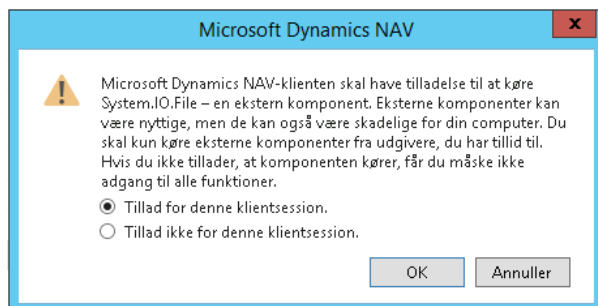 Microsoft Dynamics NAV
x
Microsoft Dynamics NAV-klienten skal have tilladelse til at køre
System.IO.File – en ekstern komponent. Eksterne komponenter kan
være nyttige, men de kan også være skadelige for din computer. Du
skal kun køre eksterne komponenter fra udgivere, du har tillid til.
Hvis du ikke tillader, at komponenten kører, får du måske ikke
adgang til alle funktioner.
Tillad for denne klientsession.
Tillad ikke for denne klientsession.
OK
Annuller